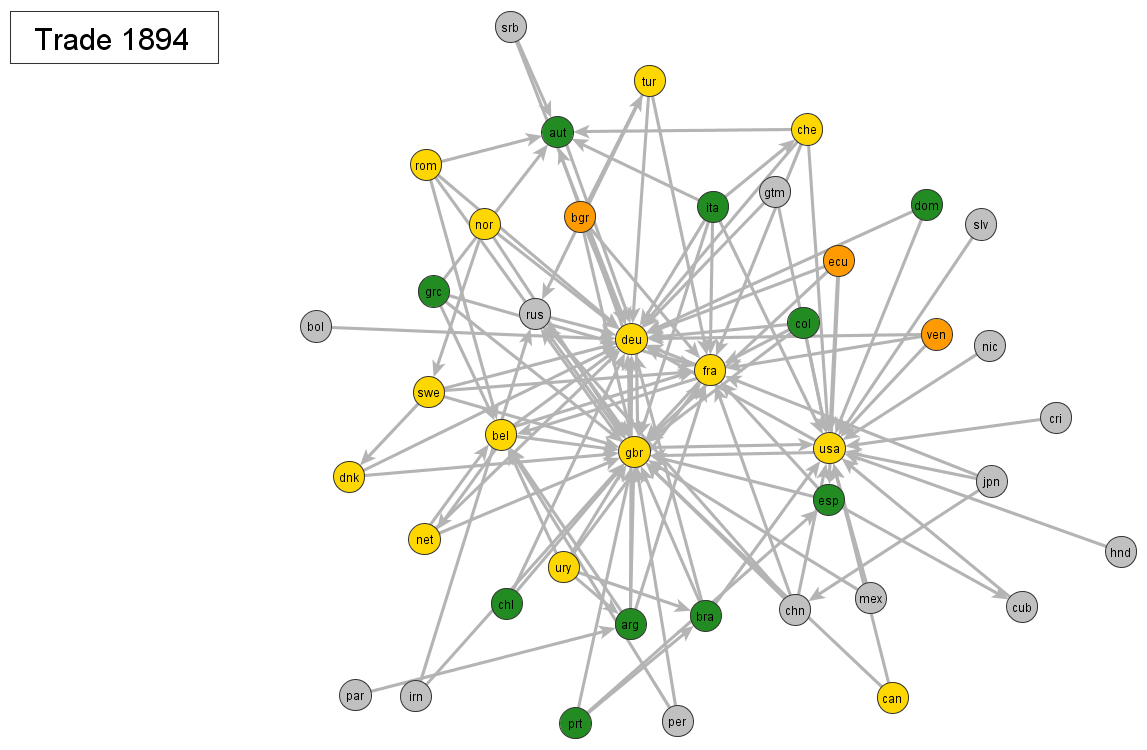 Trade 1894
srb
tur
aut
che
rom
gtm
ita
dom
bgr
nor
slv
ecu
grc
rus
col
bol
ven
deu
nic
fra
swe
cri
bel
usa
gbr
dnk
jpn
esp
net
hnd
ury
mex
chl
cub
chn
bra
arg
par
irn
can
per
prt